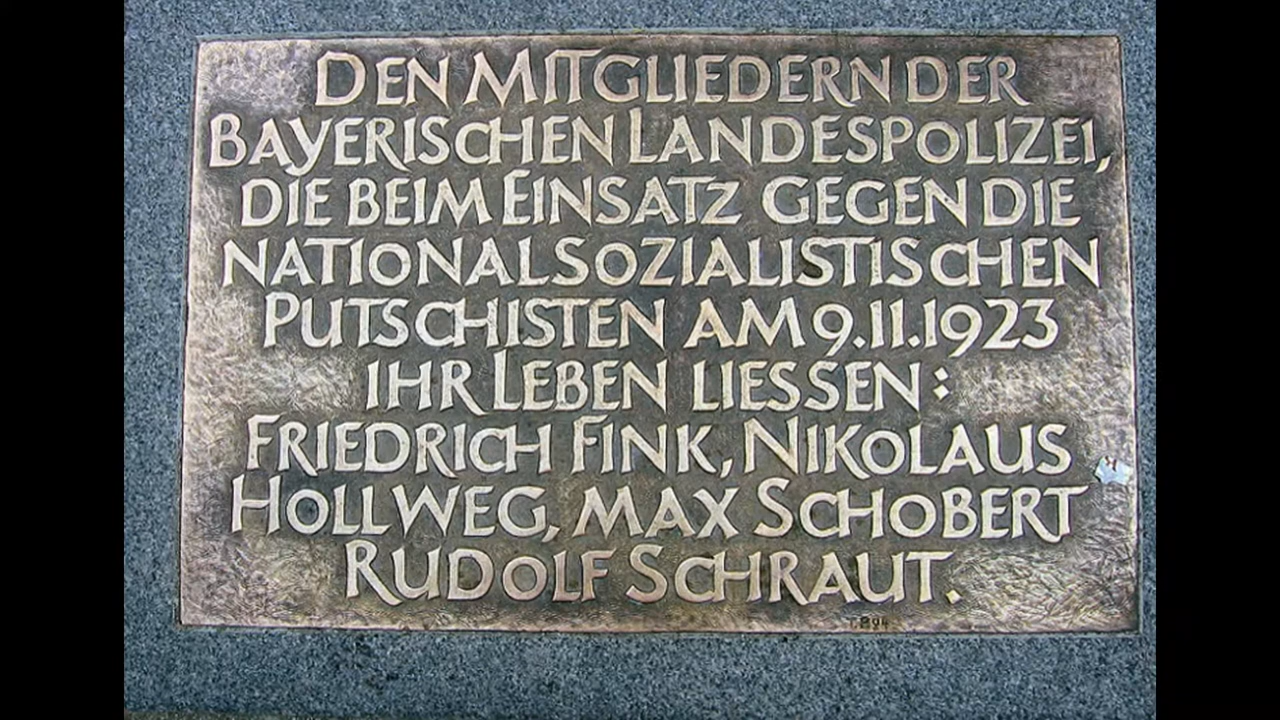 DEN MITGLIEDERN DER
BAYERISCHEN LANDESPOLIZEI,
DIE BEIM EINSATZ GEGEN DIE
NATIONALSOZIALISTISCHEN
PUTSCHISTEN AM 9.11.1923
IHR LEBEN LIESSEN:
FRIEDRICH FINK, NIKOLAUS
HOLLWEG, MAX SCHOBERT
RUDOLF SCHRAUT.